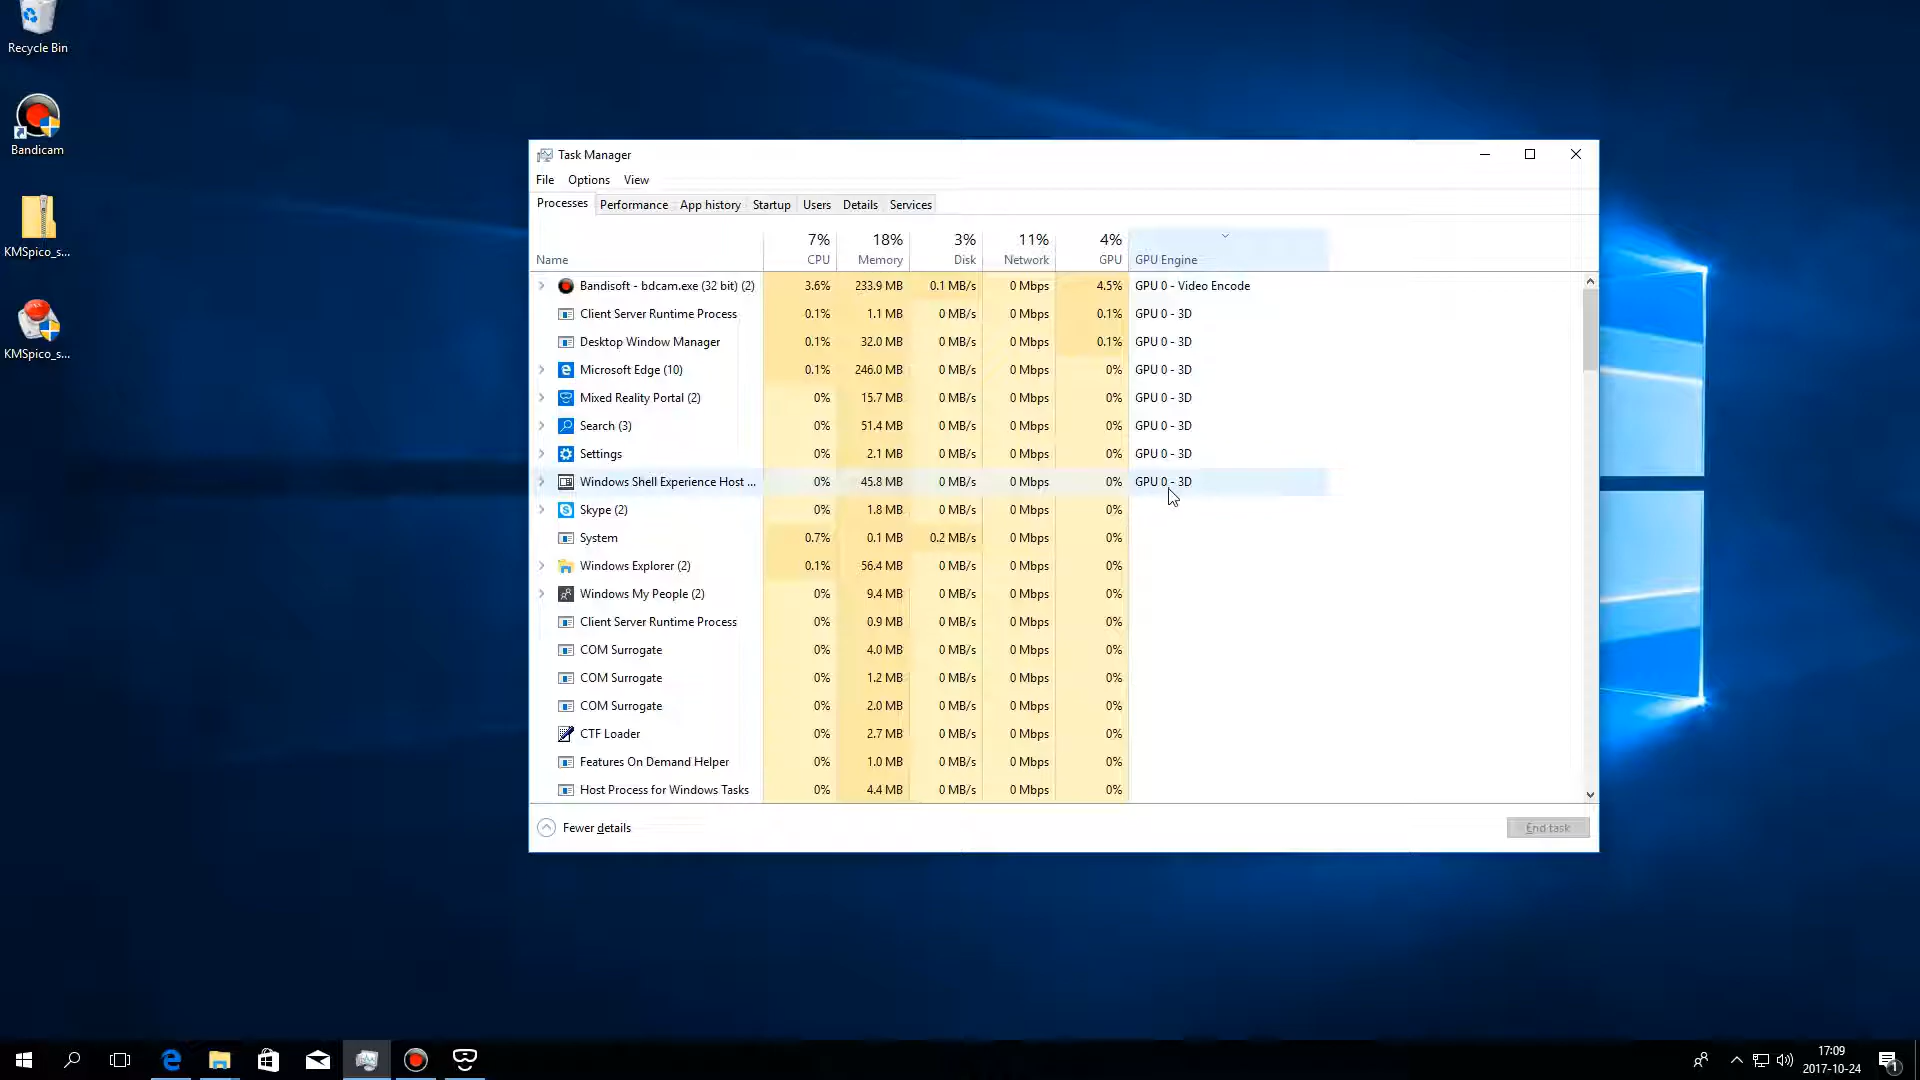 Recycle Bin
Bandicam
KMSpico_s...
KMSpico_s...
Task Manager
File Options View
Processes Performance App history Startup Users Details Services
7% 18% 3% 11% 4%
Name CPU Memory Disk Network GPU GPU Engine
Bandisoft - bdcam.exe (32 bit) (2) 3.6% 233.9 MB 0.1 MB/s 0 Mbps 4.5% GPU 0 - Video Encode
Client Server Runtime Process 0.1% 1.1 MB 0 MB/s 0 Mbps 0.1% GPU 0 - 3D
Desktop Window Manager 0.1% 32.0 MB 0 MB/s 0 Mbps 0.1% GPU 0 - 3D
Microsoft Edge (10) 0.1% 246.0 MB 0 MB/s 0 Mbps 0% GPU 0 - 3D
Mixed Reality Portal (2) 0% 15.7 MB 0 MB/s 0 Mbps 0% GPU 0 - 3D
Search (3) 0% 51.4 MB 0 MB/s 0 Mbps 0% GPU 0 - 3D
Settings 0% 2.1 MB 0 MB/s 0 Mbps 0% GPU 0 - 3D
Windows Shell Experience Host ... 0% 45.8 MB 0 MB/s 0 Mbps 0% GPU 0 - 3D
Skype (2) 0% 1.8 MB 0 MB/s 0 Mbps 0%
System 0.7% 0.1 MB 0.2 MB/s 0 Mbps 0%
Windows Explorer (2) 0.1% 56.4 MB 0 MB/s 0 Mbps 0%
Windows My People (2) 0% 9.4 MB 0 MB/s 0 Mbps 0%
Client Server Runtime Process 0% 0.9 MB 0 MB/s 0 Mbps 0%
COM Surrogate 0% 4.0 MB 0 MB/s 0 Mbps 0%
COM Surrogate 0% 1.2 MB 0 MB/s 0 Mbps 0%
COM Surrogate 0% 2.0 MB 0 MB/s 0 Mbps 0%
CTF Loader 0% 2.7 MB 0 MB/s 0 Mbps 0%
Features On Demand Helper 0% 1.0 MB 0 MB/s 0 Mbps 0%
Host Process for Windows Tasks 0% 4.4 MB 0 MB/s 0 Mbps 0%
Fewer details End task
17:09
2017-10-24
1